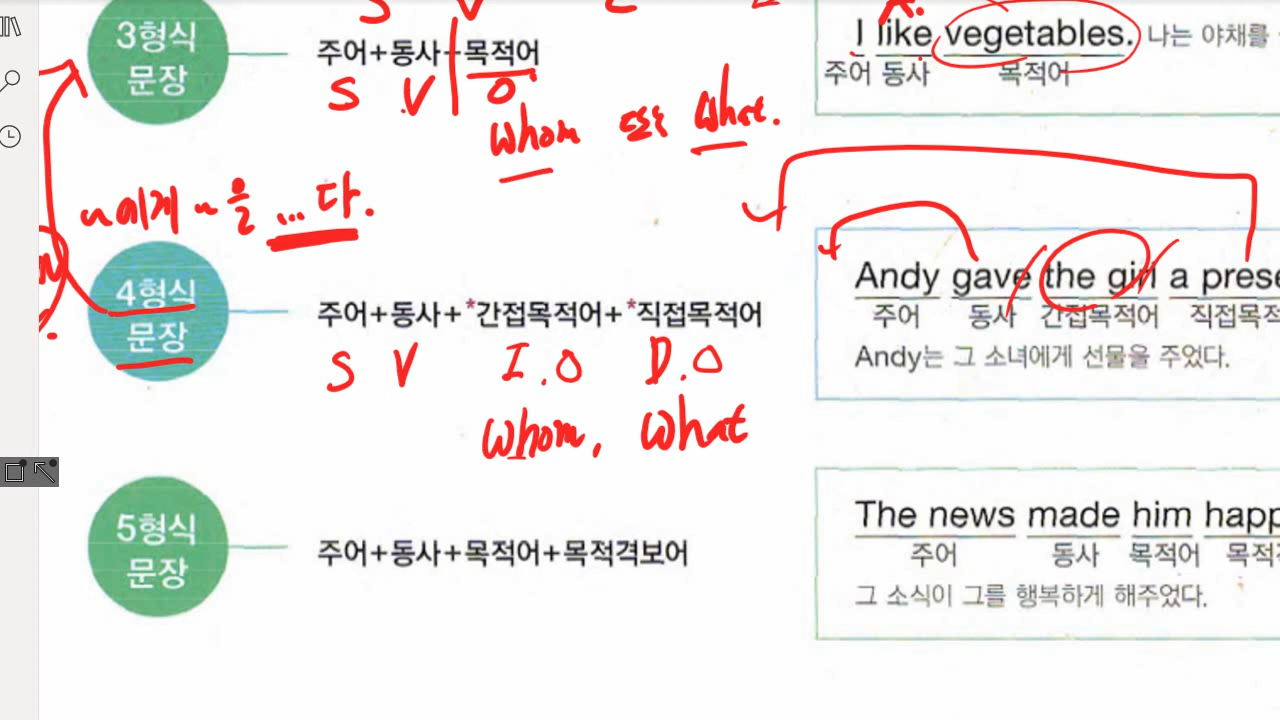 S V
3형식
문장
주어+동사+목적어
S V O
whom 또는 what.
I like vegetables. 나는 야채를
주어 동사 목적어
~에게 ~을 ...다.
4형식
문장
주어+동사+*간접목적어+*직접목적어
S V I.O D.O
whom, what
Andy gave the girl a prese
주어 동사 간접목적어 직접목적
Andy는 그 소녀에게 선물을 주었다.
5형식
문장
주어+동사+목적어+목적격보어
The news made him happ
주어 동사 목적어 목적
그 소식이 그를 행복하게 해주었다.